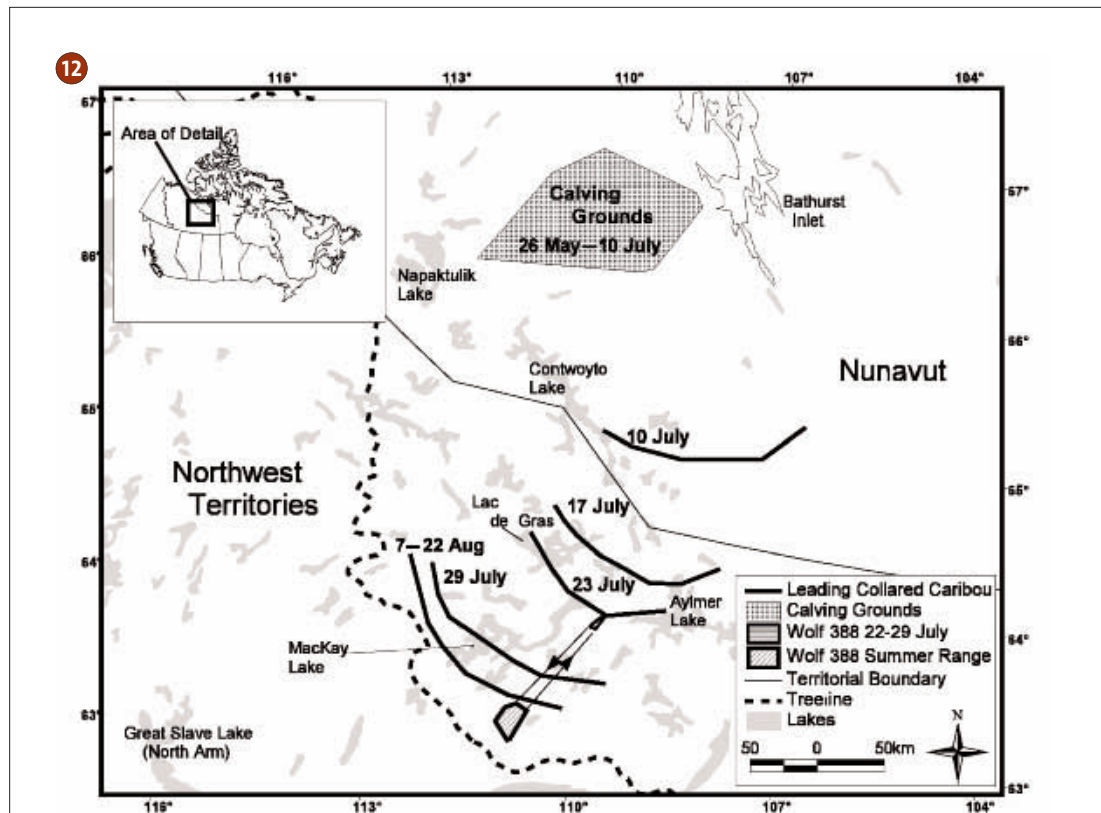 12
116°
113°
110°
107°
104°
67°
Area of Detail
Calving
Grounds
26 May—10 July
Bathurst
Inlet
67°
66°
Napaktulik
Lake
66°
Contwoyto
Lake
Nunavut
65°
10 July
Northwest
Territories
65°
17 July
Lac
de Gras
64°
7—22 Aug
29 July
23 July
Aylmer
Lake
64°
MacKay
Lake
63°
Great Slave Lake
(North Arm)
Leading Collared Caribou
Calving Grounds
Wolf 388 22-29 July
Wolf 388 Summer Range
Territorial Boundary
Treeline
Lakes
N
50 0 50km
63°
116°
113°
110°
107°
104°